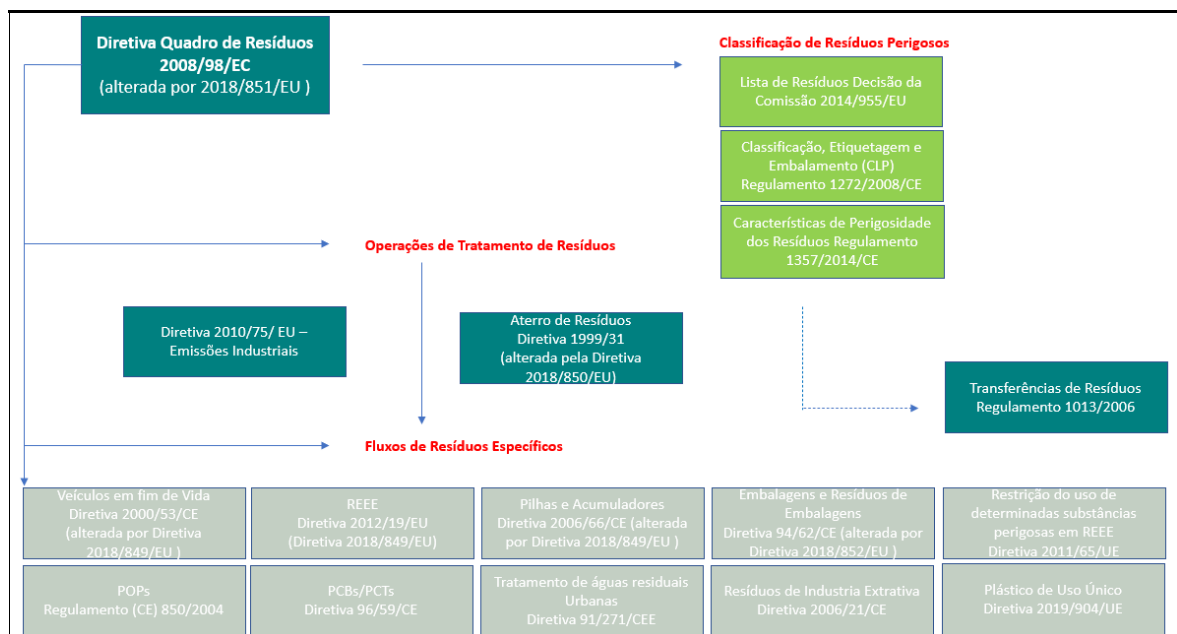 Diretiva Quadro de Resíduos
2008/98/EC
(alterada por 2018/851/EU )
Classificação de Resíduos Perigosos
Lista de Resíduos Decisão da
Comissão 2014/955/EU
Classificação, Etiquetagem e
Embalamento (CLP)
Regulamento 1272/2008/CE
Características de Perigosidade
dos Resíduos Regulamento
1357/2014/CE
Operações de Tratamento de Resíduos
Diretiva 2010/75/ EU –
Emissões Industriais
Aterro de Resíduos
Diretiva 1999/31
(alterada pela Diretiva
2018/850/EU)
Transferências de Resíduos
Regulamento 1013/2006
Fluxos de Resíduos Específicos
Veículos em fim de Vida
Diretiva 2000/53/CE
(alterada por Diretiva
2018/849/EU )
REEE
Diretiva 2012/19/EU
(Diretiva 2018/849/EU)
Pilhas e Acumuladores
Diretiva 2006/66/CE (alterada
por Diretiva 2018/849/EU )
Embalagens e Resíduos de
Embalagens
Diretiva 94/62/CE (alterada por
Diretiva 2018/852/EU )
Restrição do uso de
determinadas substâncias
perigosas em REEE
Diretiva 2011/65/UE
POPs
Regulamento (CE) 850/2004
PCBs/PCTs
Diretiva 96/59/CE
Tratamento de águas residuais
Urbanas
Diretiva 91/271/CEE
Resíduos de Industria Extrativa
Diretiva 2006/21/CE
Plástico de Uso Único
Diretiva 2019/904/UE